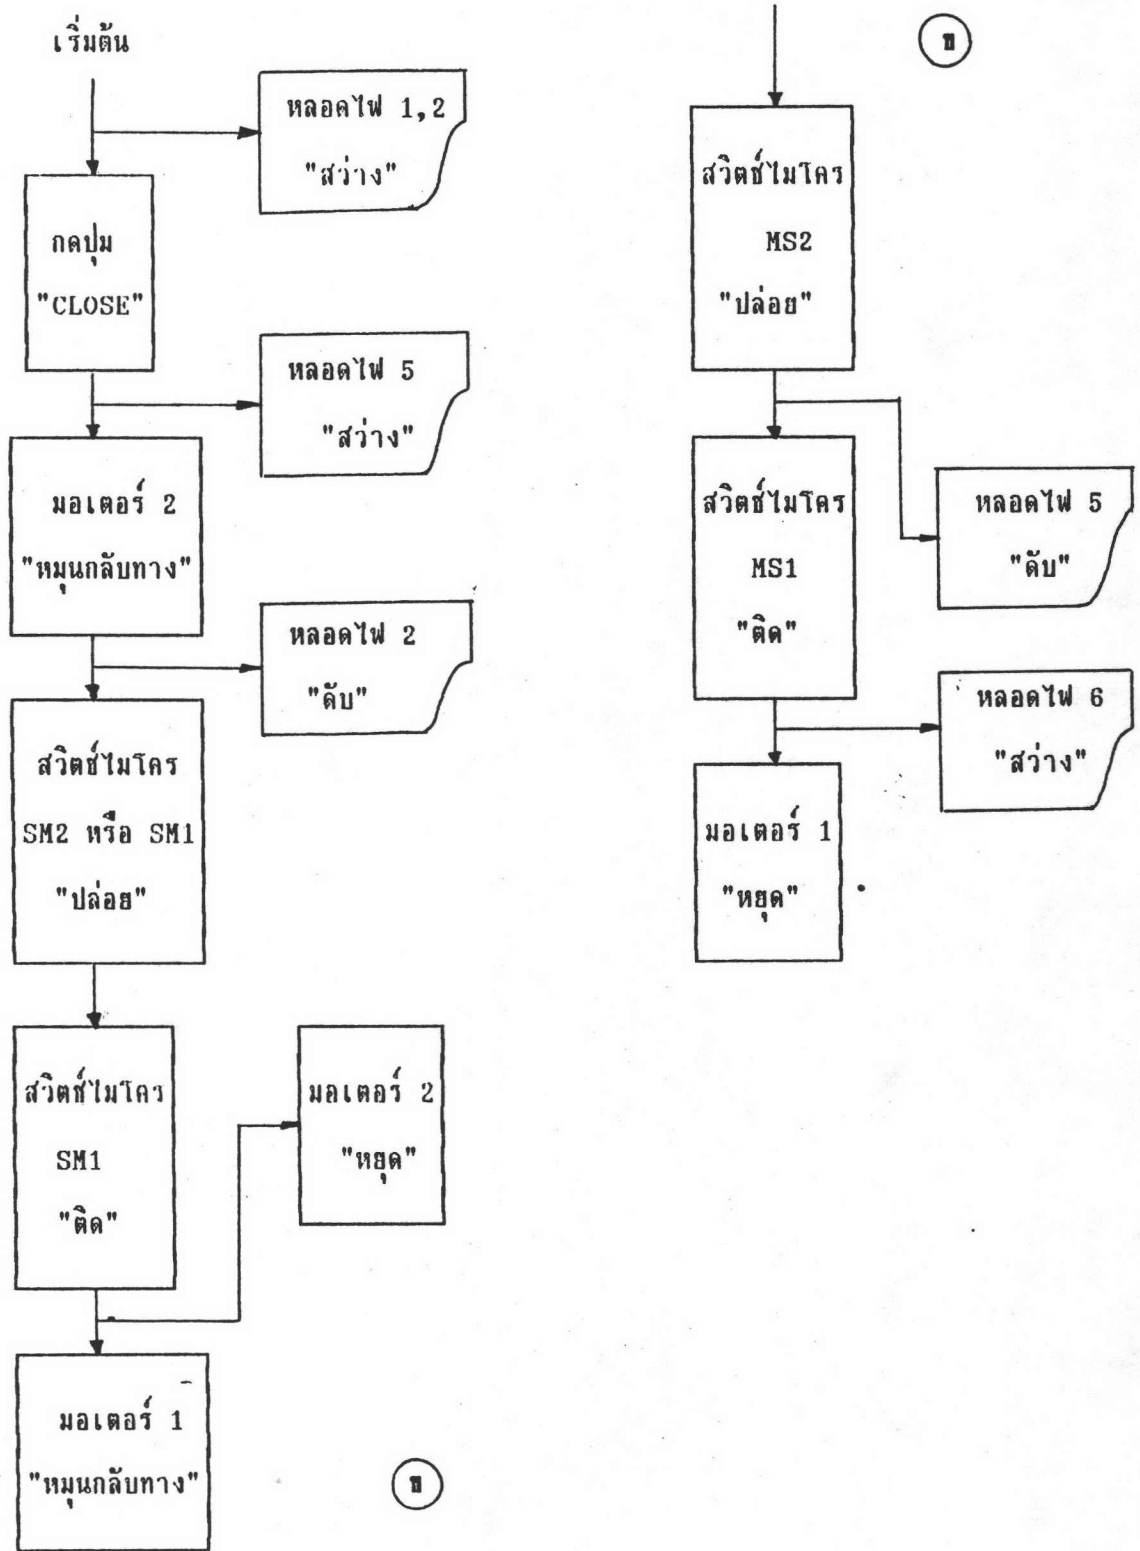 เริ่มต้น
หลอดไฟ 1,2
"สว่าง"
กดปุ่ม
"CLOSE"
หลอดไฟ 5
"สว่าง"
มอเตอร์ 2
"หมุนกลับทาง"
หลอดไฟ 2
"ดับ"
สวิตช์ไมโคร
SM2 หรือ SM1
"ปล่อย"
สวิตช์ไมโคร
SM1
"ติด"
มอเตอร์ 2
"หยุด"
มอเตอร์ 1
"หมุนกลับทาง"
สวิตช์ไมโคร
MS2
"ปล่อย"
สวิตช์ไมโคร
MS1
"ติด"
หลอดไฟ 5
"ดับ"
หลอดไฟ 6
"สว่าง"
มอเตอร์ 1
"หยุด"